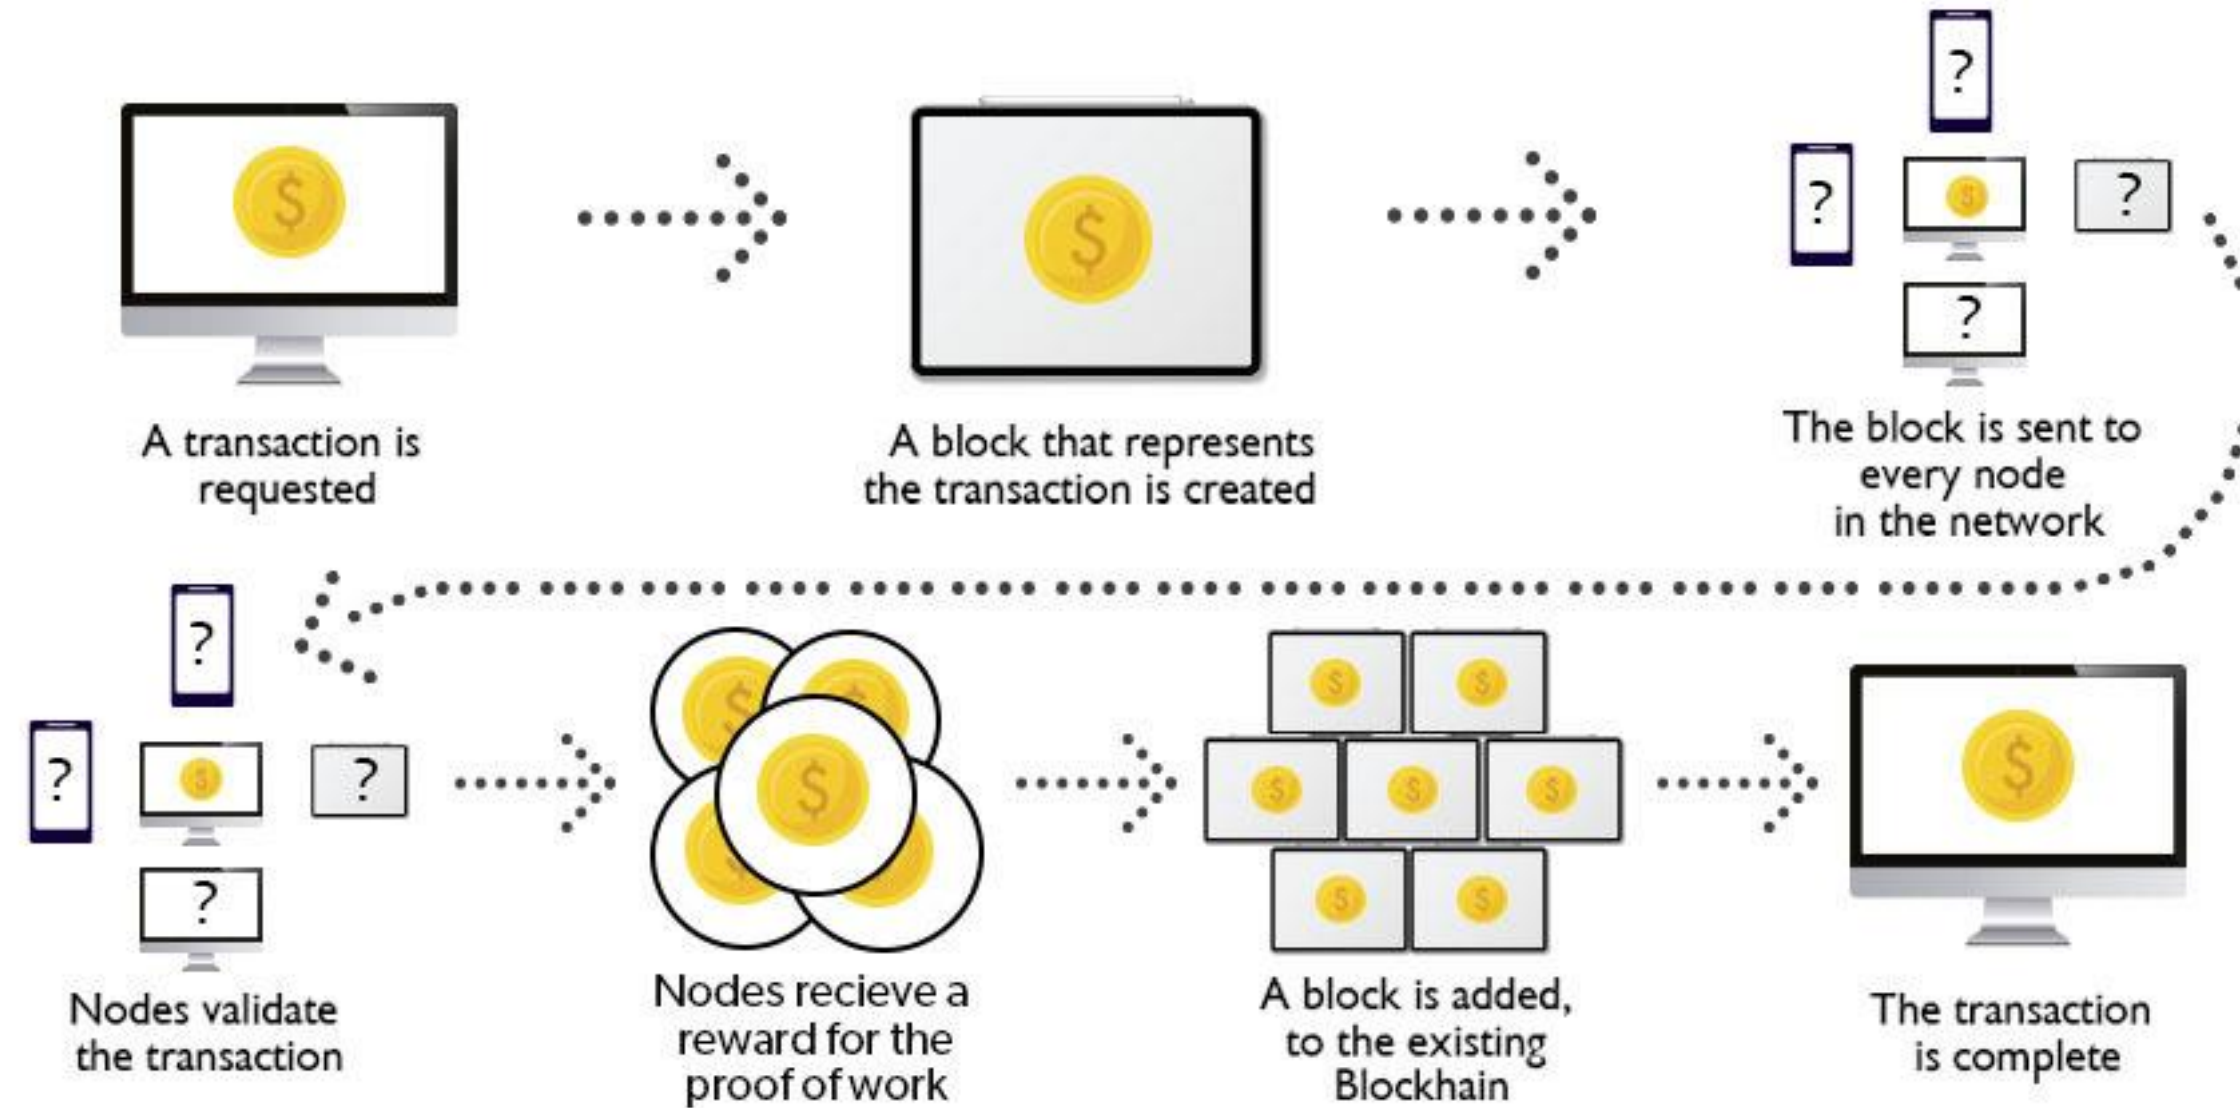 $
$
?
?
$
?
?
A transaction is
requested
A block that represents
the transaction is created
The block is sent to
every node
in the network
?
?
$
?
?
$
$
$
$
$
$
$
$
$
$
$
$
Nodes validate
the transaction
Nodes recieve a
reward for the
proof of work
A block is added,
to the existing
Blockhain
The transaction
is complete